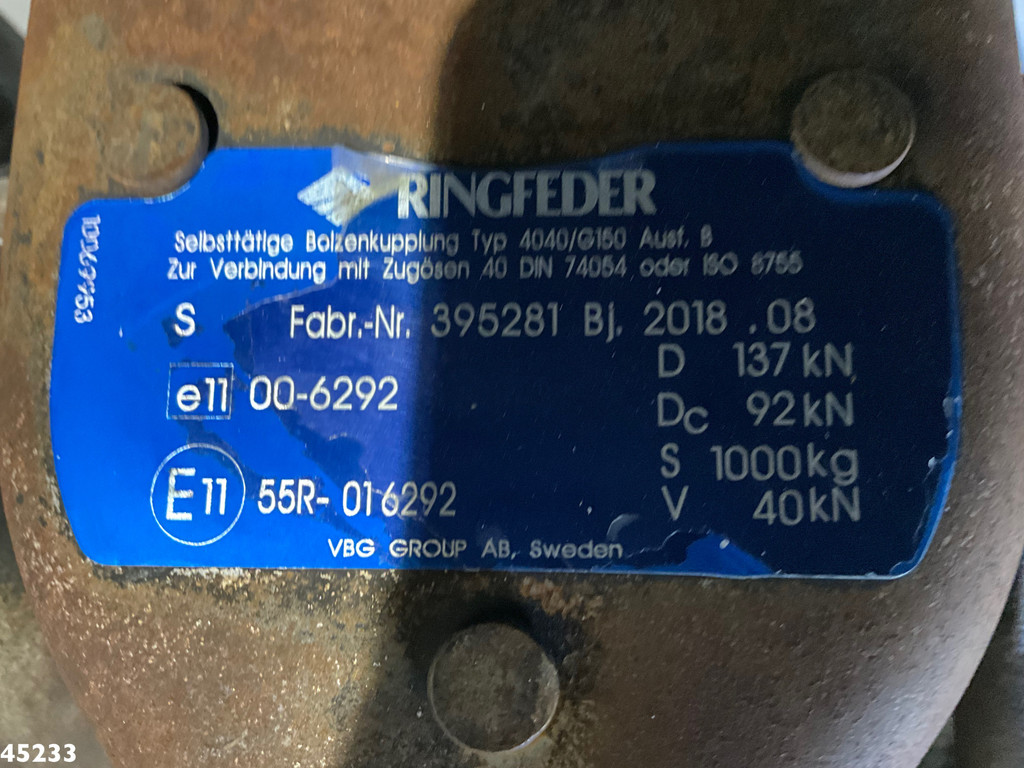 RINGFEDER
Selbsttätige Bolzenkupplung Typ 4040/G150 Ausf. B
Zur Verbindung mit Zugösen 40 DIN 74054 oder ISO 8755
S Fabr.-Nr. 395281 Bj. 2018 .08
D 137 kN
e11 00-6292
Dc 92 kN
S 1000 kg
E11 55R- 01 6292
V 40 kN
VBG GROUP AB, Sweden
45233